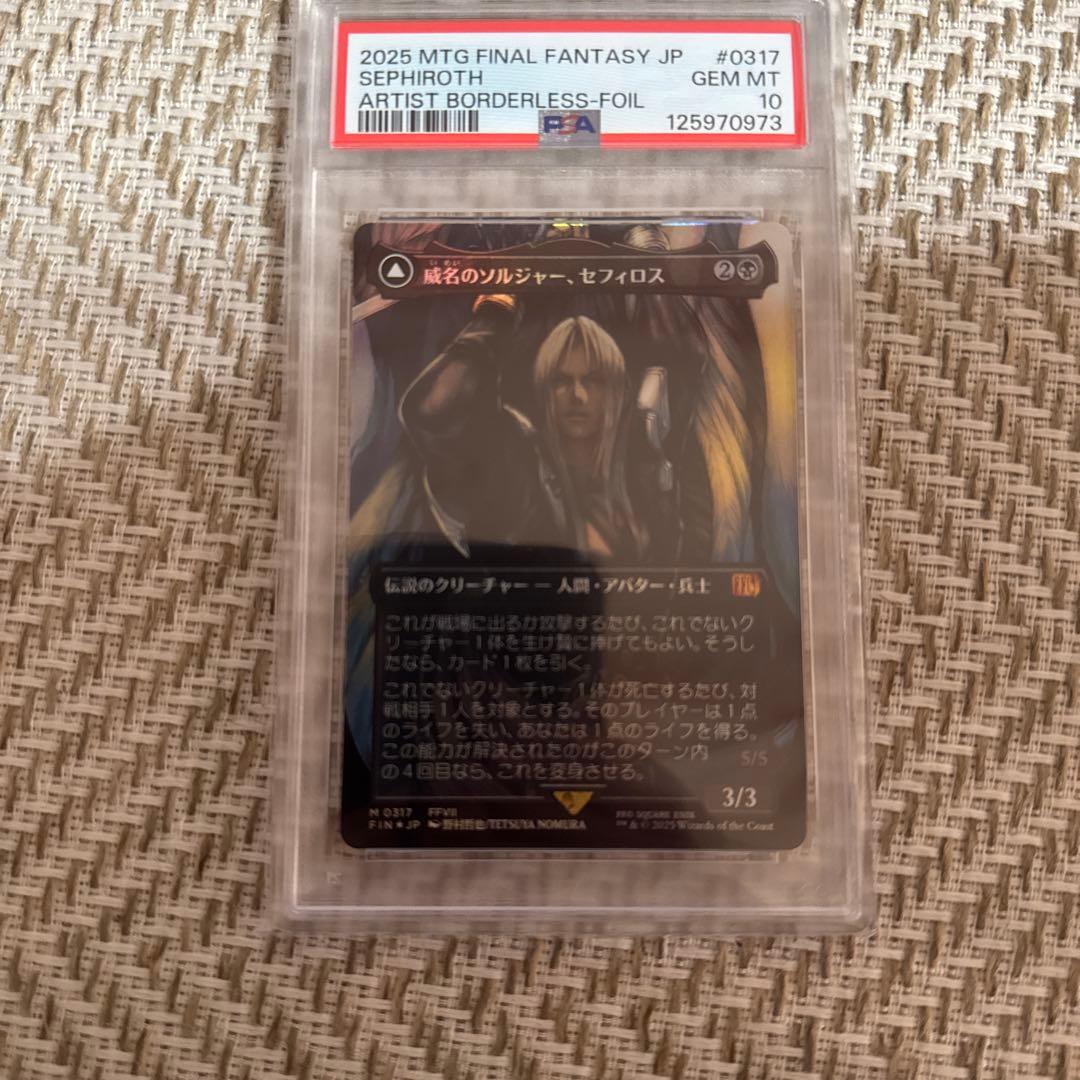 2025 MTG FINAL FANTASY JP #0317
SEPHIROTH GEM MT
ARTIST BORDERLESS-FOIL 10
PSA 125970973
いめい
威名のソルジャー、セフィロス 2
伝説のクリーチャー — 人間・アバター・兵士
これが戦場に出るか攻撃するたび、これでないク
リーチャー1体を生け贄に捧げてもよい。そうし
たなら、カード1枚を引く。
これでないクリーチャー1体が死亡するたび、対
戦相手1人を対象とする。そのプレイヤーは1点
のライフを失い、あなたは1点のライフを得る。
この能力が解決されたのがこのターン内
の4回目なら、これを変身させる。
5/5
3/3
M 0317 FFVII
FIN★JP 野村哲也/TETSUYA NOMURA
SQUARE ENIX
™ & © 2025 Wizards of the Coast